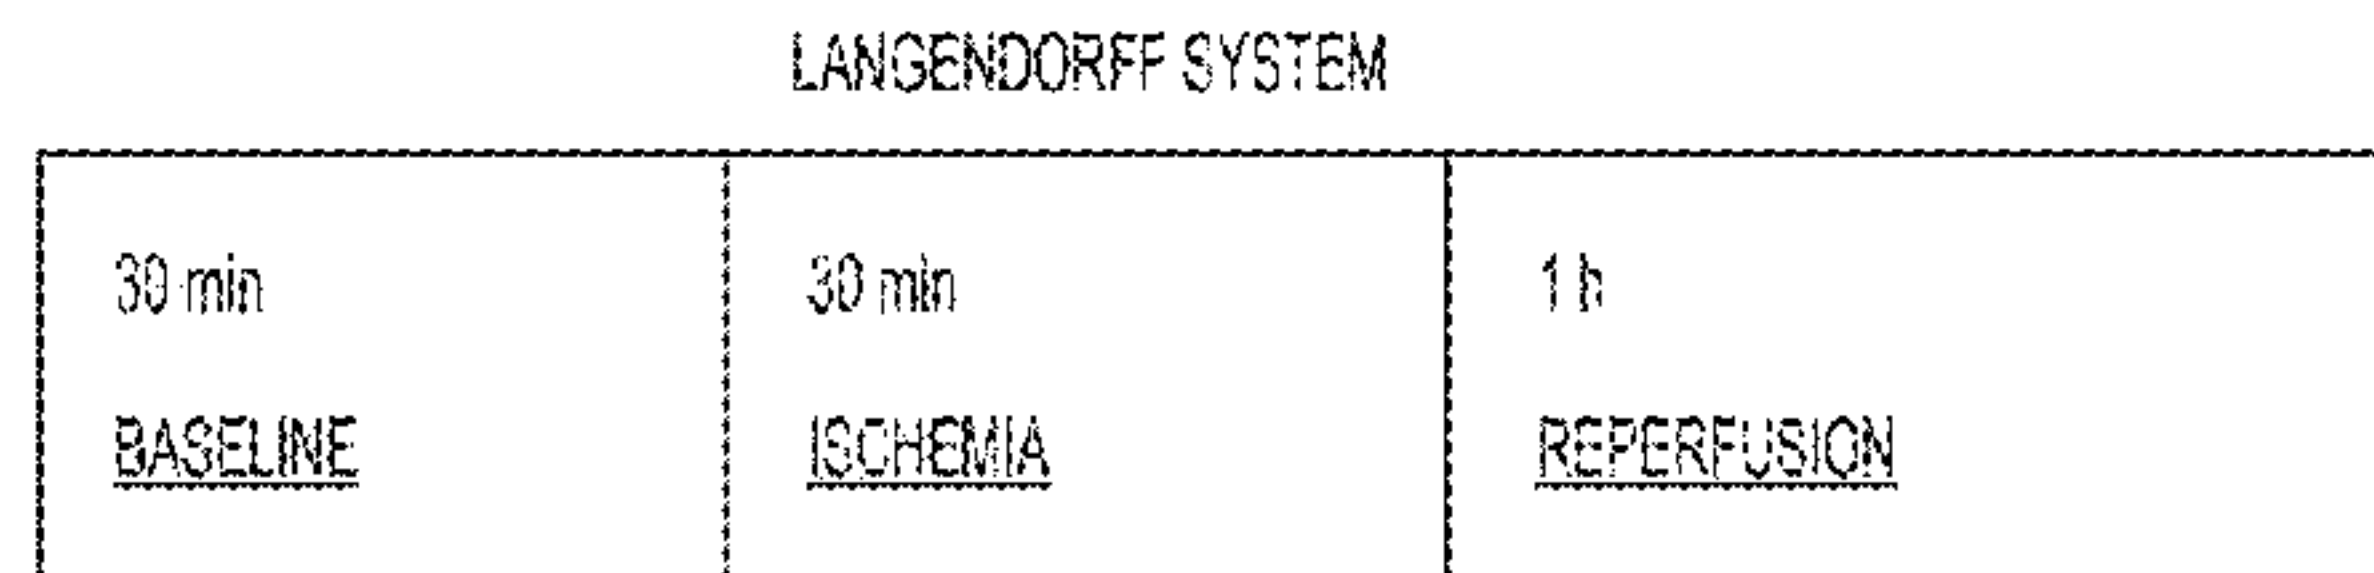 LANGENDORFF SYSTEM
30 min
30 min
1 h
BASELINE
ISCHEMIA
REPERFUSION